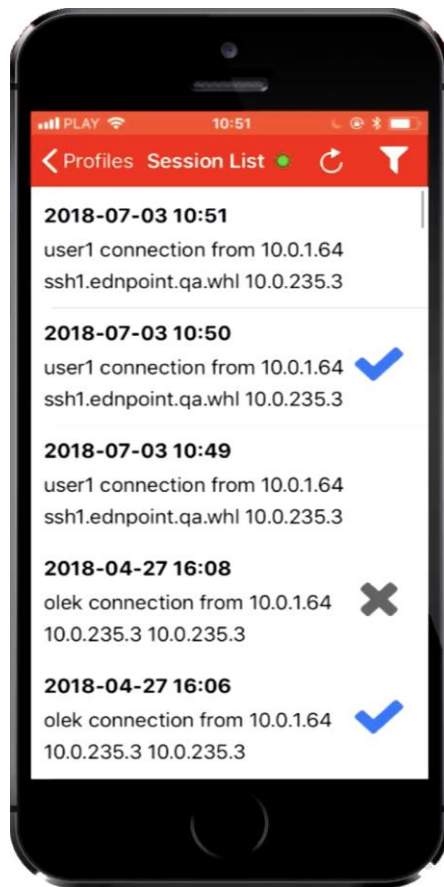 PLAY 10:51
Profiles Session List
2018-07-03 10:51
user1 connection from 10.0.1.64
ssh1.ednpoint.qa.whl 10.0.235.3
2018-07-03 10:50
user1 connection from 10.0.1.64
ssh1.ednpoint.qa.whl 10.0.235.3
2018-07-03 10:49
user1 connection from 10.0.1.64
ssh1.ednpoint.qa.whl 10.0.235.3
2018-04-27 16:08
olek connection from 10.0.1.64
10.0.235.3 10.0.235.3
2018-04-27 16:06
olek connection from 10.0.1.64
10.0.235.3 10.0.235.3